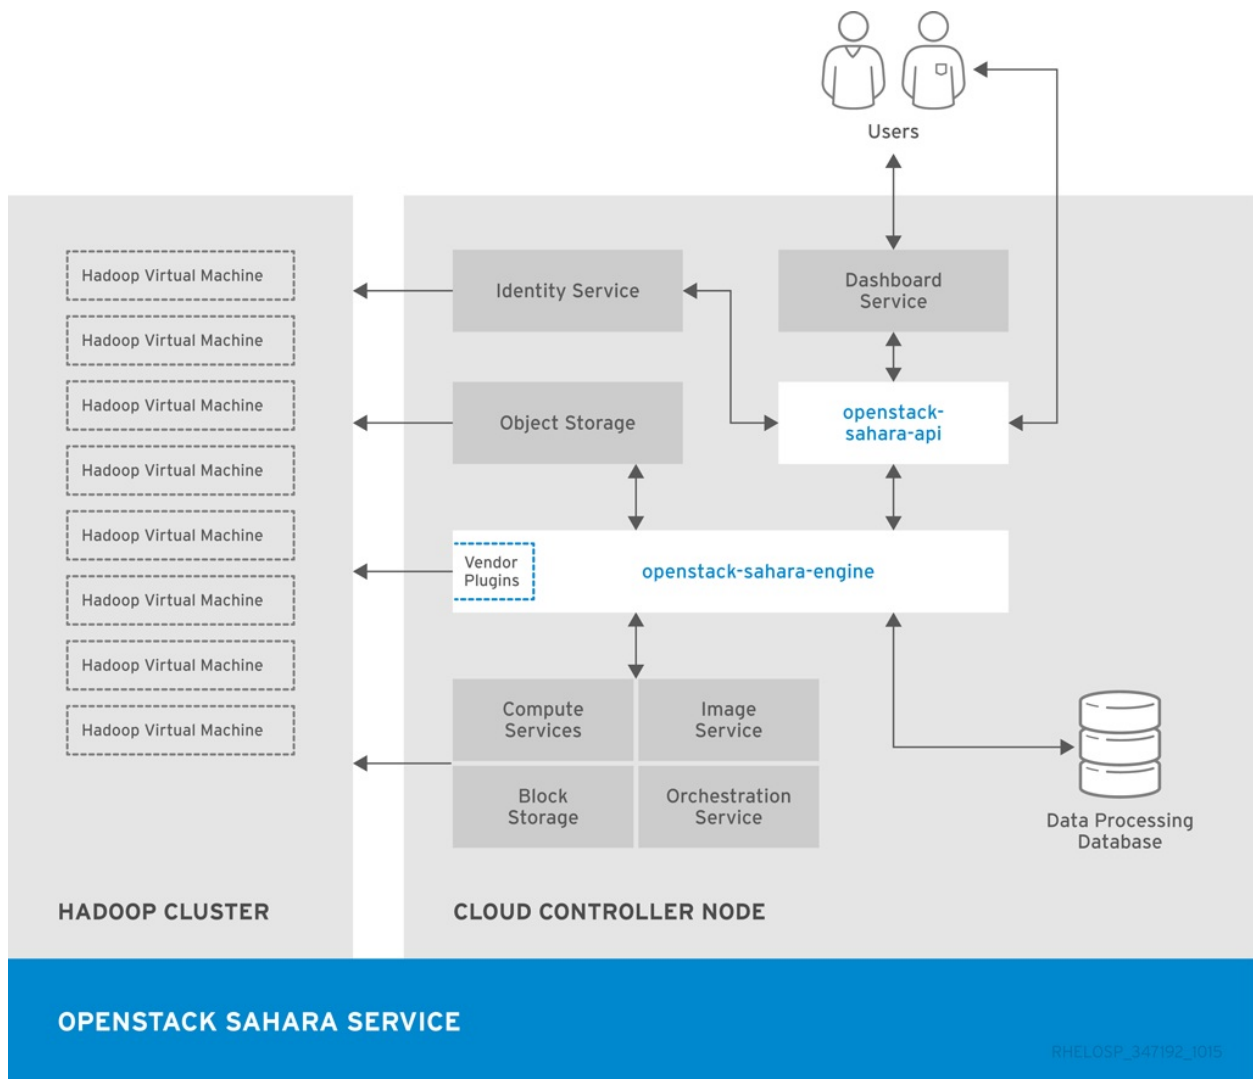 Users
Hadoop Virtual Machine
Hadoop Virtual Machine
Hadoop Virtual Machine
Hadoop Virtual Machine
Hadoop Virtual Machine
Hadoop Virtual Machine
Hadoop Virtual Machine
Hadoop Virtual Machine
HADOOP CLUSTER
Identity Service
Dashboard
Service
Object Storage
openstack-
sahara-api
Vendor
Plugins
openstack-sahara-engine
Compute
Services
Image
Service
Block
Storage
Orchestration
Service
Data Processing
Database
CLOUD CONTROLLER NODE
OPENSTACK SAHARA SERVICE
RHELOSP_347192_1015